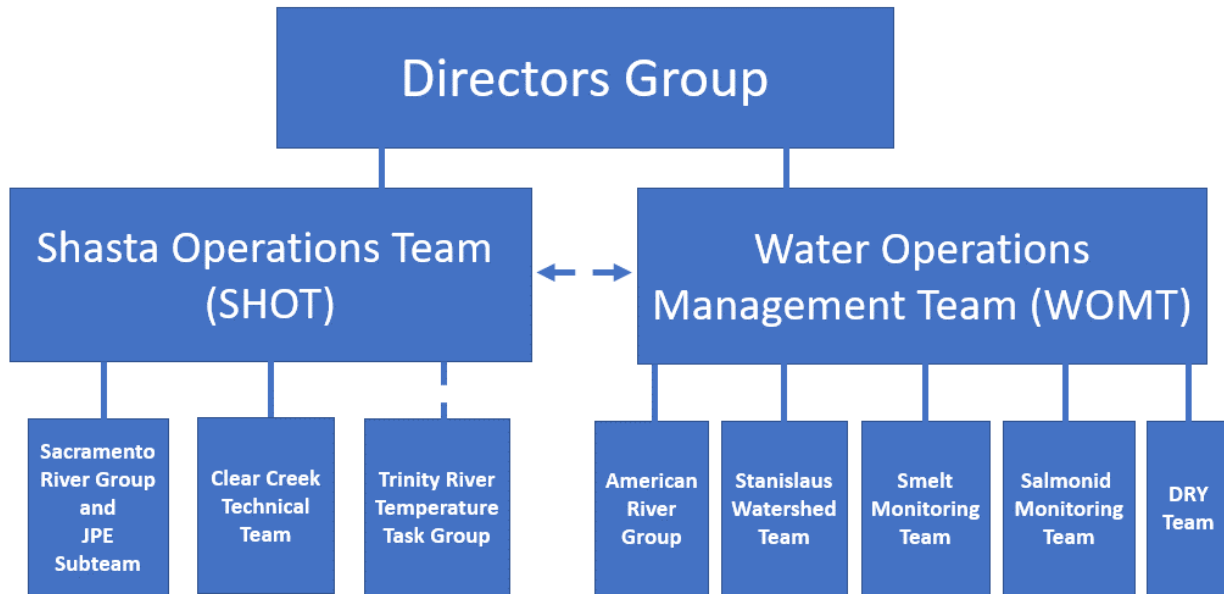 Directors Group
Shasta Operations Team
(SHOT)
Water Operations
Management Team (WOMT)
Sacramento
River Group
and
JPE
Subteam
Clear Creek
Technical
Team
Trinity River
Temperature
Task Group
American
River
Group
Stanislaus
Watershed
Team
Smelt
Monitoring
Team
Salmonid
Monitoring
Team
DRY
Team